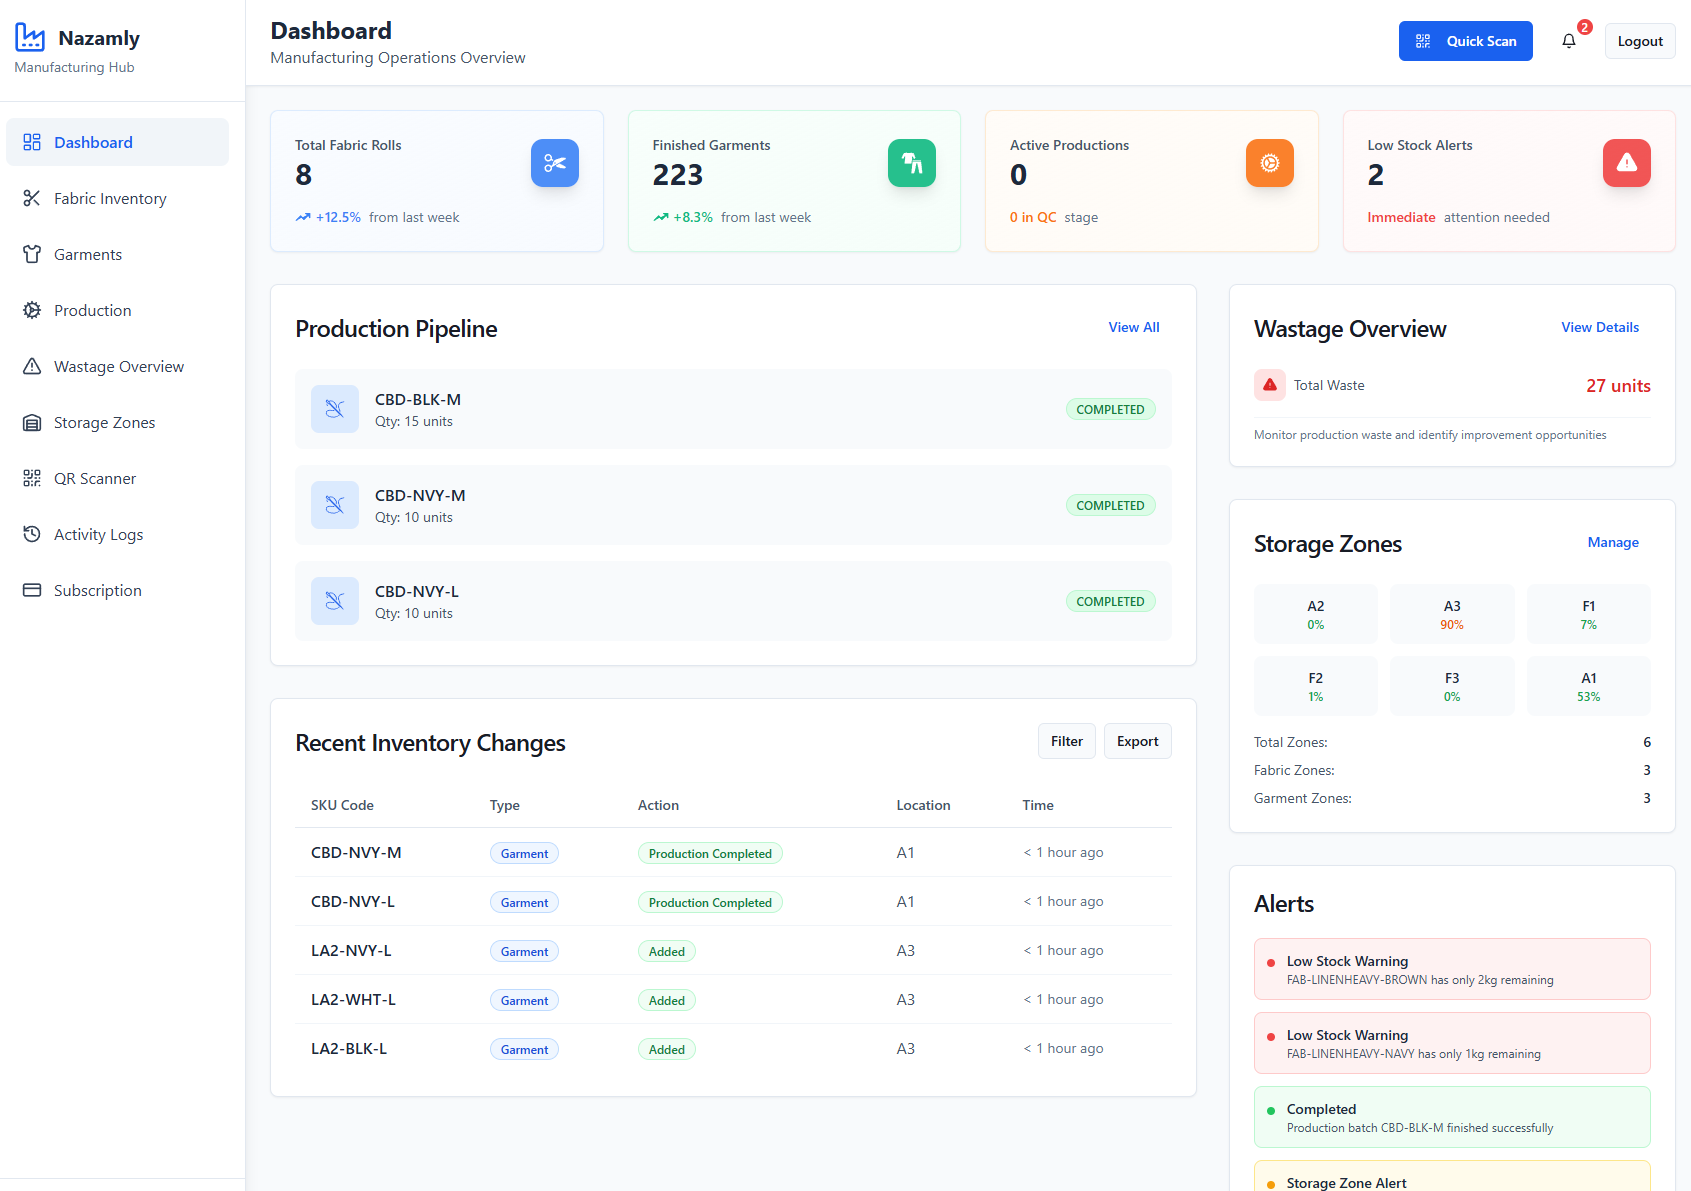 Nazamly
Manufacturing Hub
Dashboard
Fabric Inventory
Garments
Production
Wastage Overview
Storage Zones
QR Scanner
Activity Logs
Subscription
Dashboard
Manufacturing Operations Overview
Quick Scan
2
Logout
Total Fabric Rolls
8
+12.5% from last week
Finished Garments
223
+8.3% from last week
Active Productions
0
0 in QC stage
Low Stock Alerts
2
Immediate attention needed
Production Pipeline
View All
CBD-BLK-M
Qty: 15 units
COMPLETED
CBD-NVY-M
Qty: 10 units
COMPLETED
CBD-NVY-L
Qty: 10 units
COMPLETED
Recent Inventory Changes
Filter
Export
SKU Code Type Action Location Time
CBD-NVY-M Garment Production Completed A1 < 1 hour ago
CBD-NVY-L Garment Production Completed A1 < 1 hour ago
LA2-NVY-L Garment Added A3 < 1 hour ago
LA2-WHT-L Garment Added A3 < 1 hour ago
LA2-BLK-L Garment Added A3 < 1 hour ago
Wastage Overview
View Details
Total Waste 27 units
Monitor production waste and identify improvement opportunities
Storage Zones
Manage
A2
0%
A3
90%
F1
7%
F2
1%
F3
0%
A1
53%
Total Zones: 6
Fabric Zones: 3
Garment Zones: 3
Alerts
Low Stock Warning
FAB-LINENHEAVY-BROWN has only 2kg remaining
Low Stock Warning
FAB-LINENHEAVY-NAVY has only 1kg remaining
Completed
Production batch CBD-BLK-M finished successfully
Storage Zone Alert